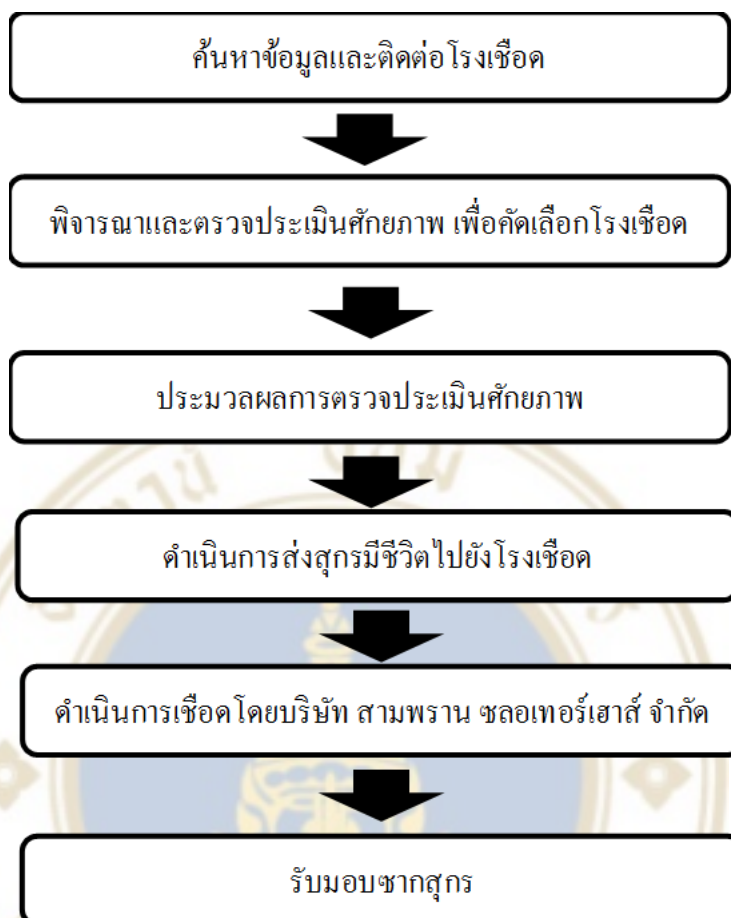 ค้นหาข้อมูลและติดต่อโรงเชือด
พิจารณาและตรวจประเมินศักยภาพ เพื่อคัดเลือกโรงเชือด
ประมวลผลการตรวจประเมินศักยภาพ
ดำเนินการส่งสุกรมีชีวิตไปยังโรงเชือด
ดำเนินการเชือดโดยบริษัท สามพราน ซลอเทอร์เฮาส์ จำกัด
รับมอบซากสุกร